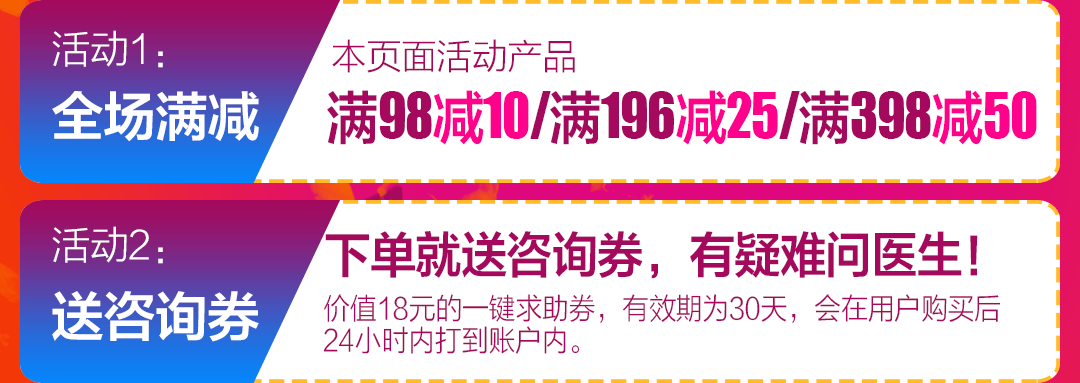 活动1：
全场满减
本页面活动产品
满98减10/满196减25/满398减50
活动2：
送咨询券
下单就送咨询券，有疑难问医生！
价值18元的一键求助券，有效期为30天，会在用户购买后
24小时内打到账户内。